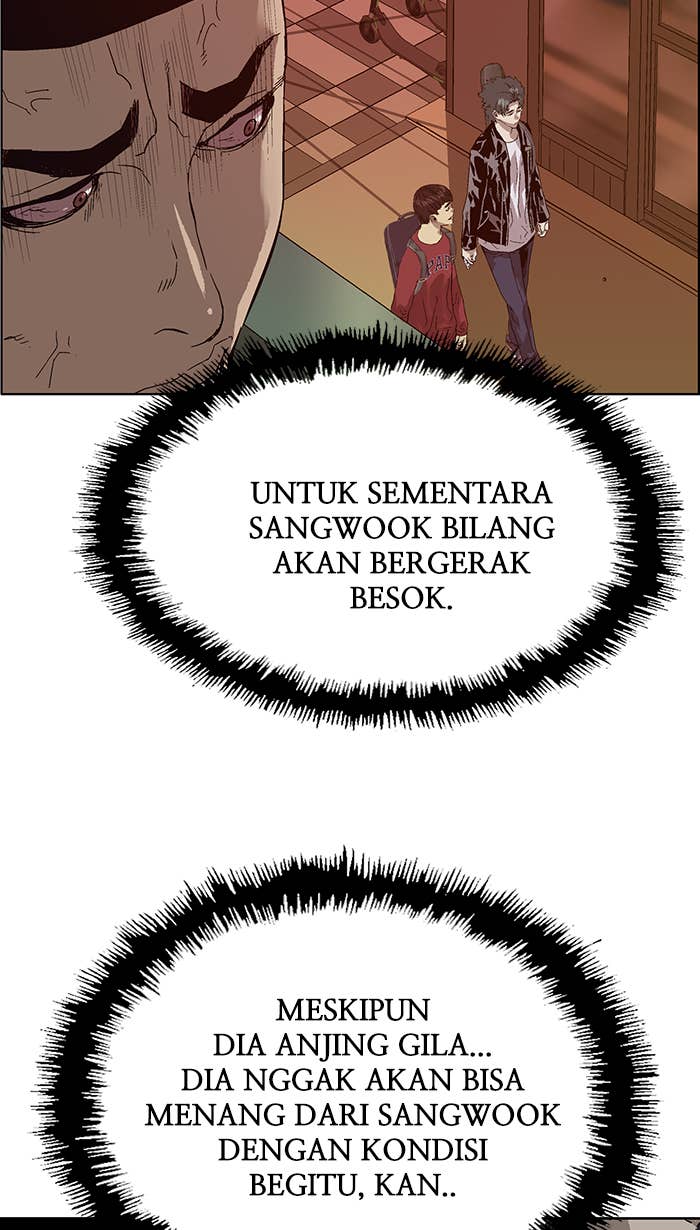 PAPE
UNTUK SEMENTARA
SANGWOOK BILANG
AKAN BERGERAK
BESOK.
MESKIPUN
DIA ANJING GILA...
DIA NGGAK AKAN BISA
MENANG DARI SANGWOOK
DENGAN KONDISI
BEGITU, KAN..